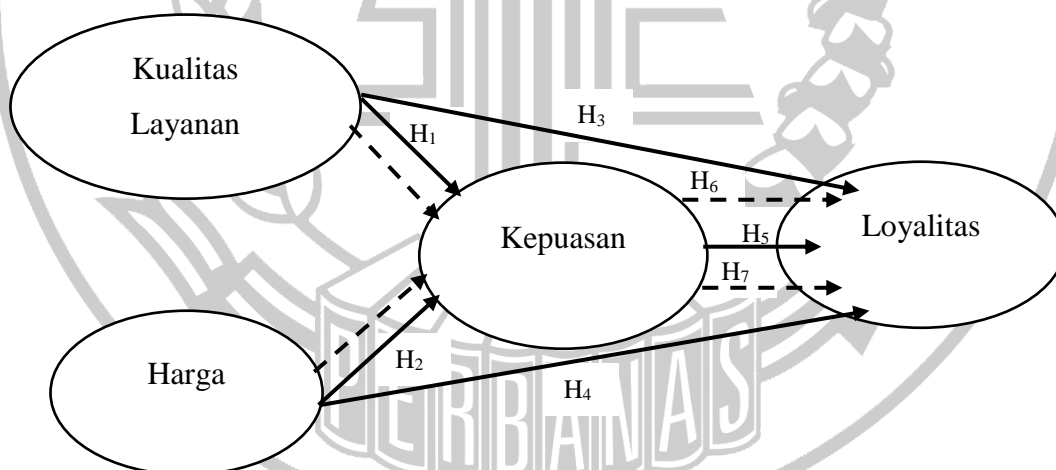 Kualitas
Layanan
H₃
H₁
H₆
Kepuasan
H₅
Loyalitas
H₇
Harga
H₂
H₄
PERBANAS